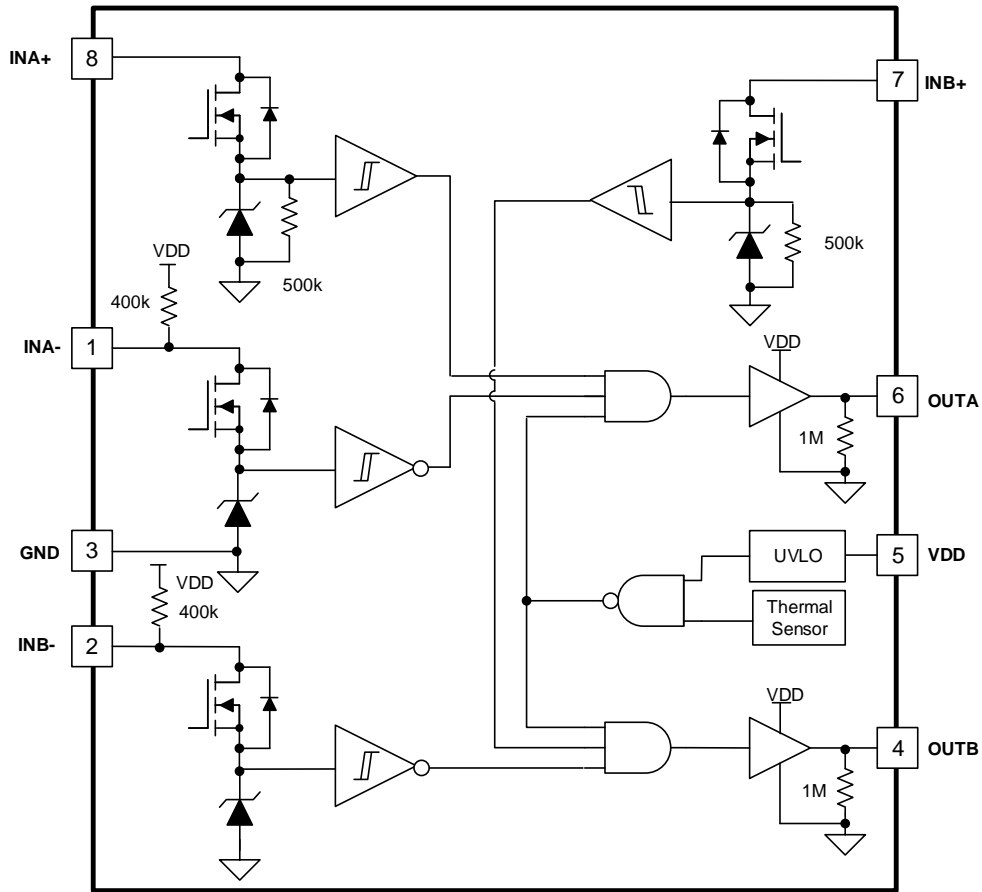 INA+
8
7
INB+
500k
500k
VDD
400k
INA-
1
VDD
6
OUTA
1M
GND
3
UVLO
5
VDD
VDD
400k
Thermal
Sensor
INB-
2
VDD
4
OUTB
1M